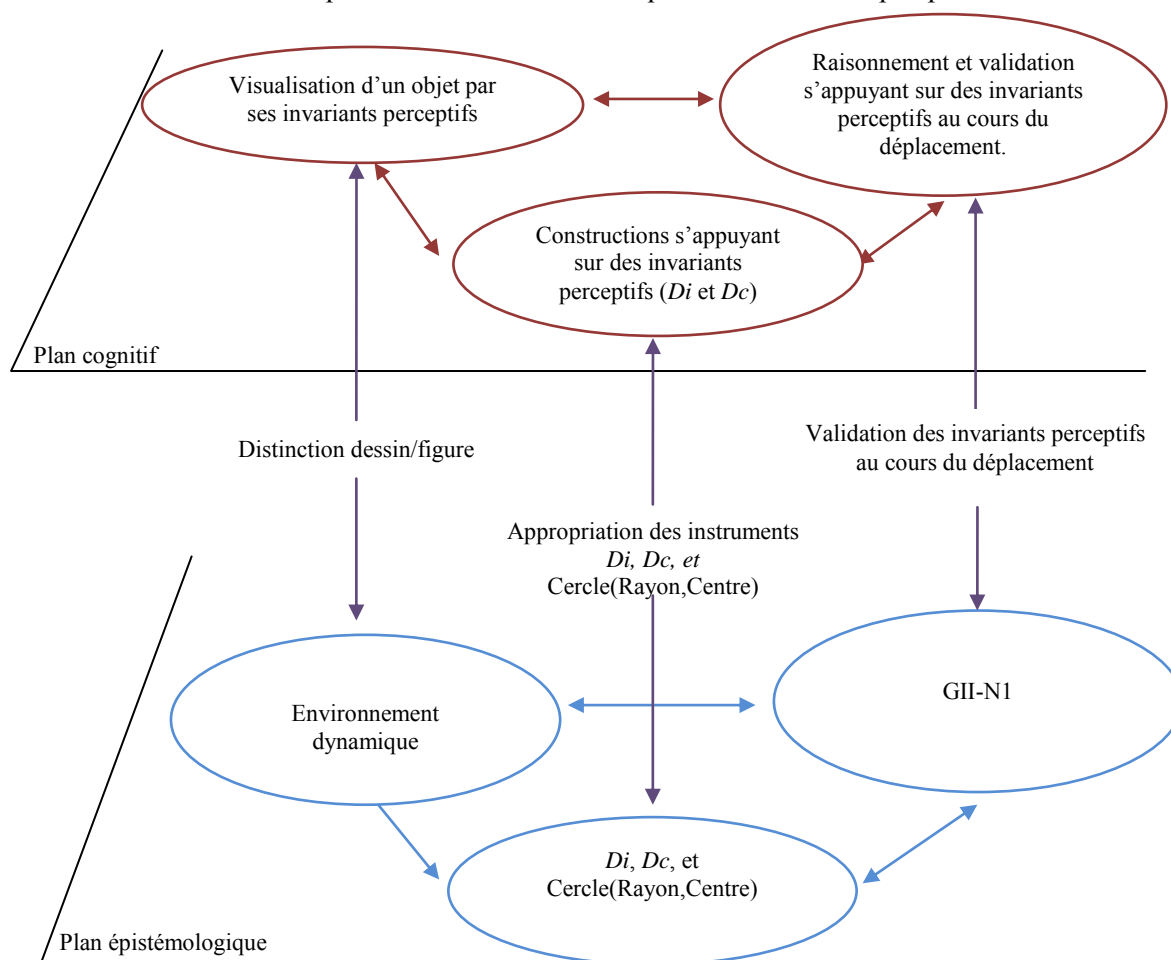 Visualisation d’un objet par
ses invariants perceptifs
Raisonnement et validation
s’appuyant sur des invariants
perceptifs au cours du
déplacement.
Constructions s’appuyant
sur des invariants
perceptifs (Di et Dc)
Plan cognitif
Distinction dessin/figure
Validation des invariants perceptifs
au cours du déplacement
Appropriation des instruments
Di, Dc, et
Cercle(Rayon,Centre)
Environnement
dynamique
GII-N1
Di, Dc, et
Cercle(Rayon,Centre)
Plan épistémologique